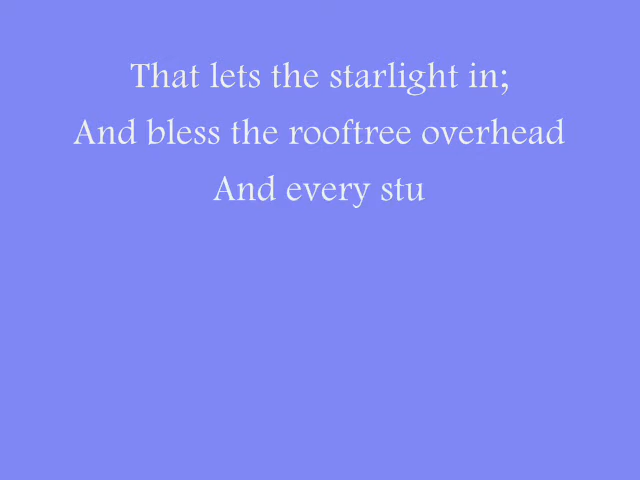 That lets the starlight in;
And bless the rooftree overhead
And every stu